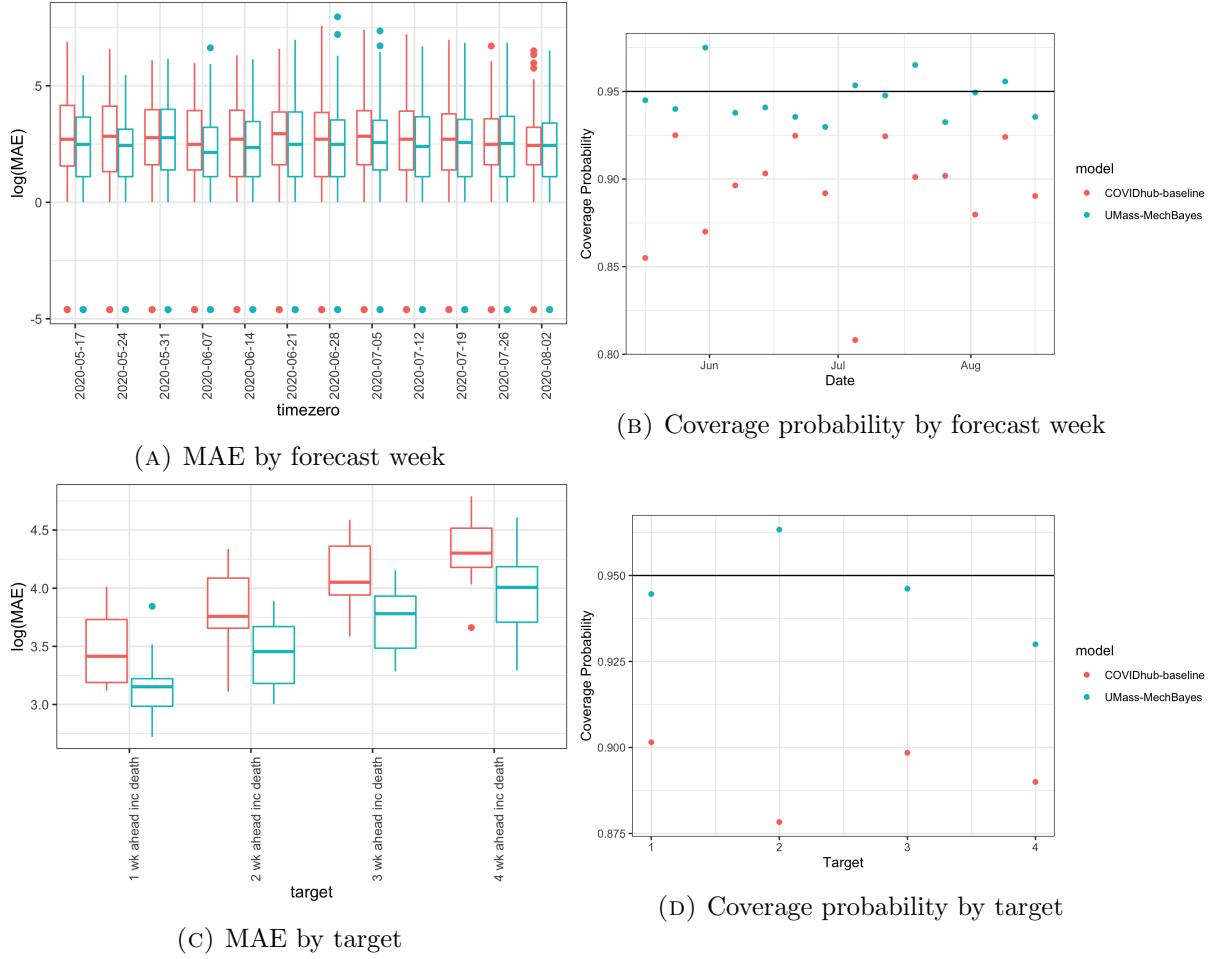 log(MAE)
5
0
-5
2020-05-17
2020-05-24
2020-05-31
2020-06-07
2020-06-14
2020-06-21
2020-06-28
2020-07-05
2020-07-12
2020-07-19
2020-07-26
2020-08-02
timezero
(A) MAE by forecast week
Coverage Probability
0.95
0.90
0.85
0.80
Jun
Jul
Aug
Date
model
COVIDhub-baseline
UMass-MechBayes
(B) Coverage probability by forecast week
log(MAE)
4.5
4.0
3.5
3.0
1 wk ahead inc death
2 wk ahead inc death
3 wk ahead inc death
4 wk ahead inc death
target
(C) MAE by target
Coverage Probability
0.950
0.925
0.900
0.875
1
2
3
4
Target
model
COVIDhub-baseline
UMass-MechBayes
(D) Coverage probability by target